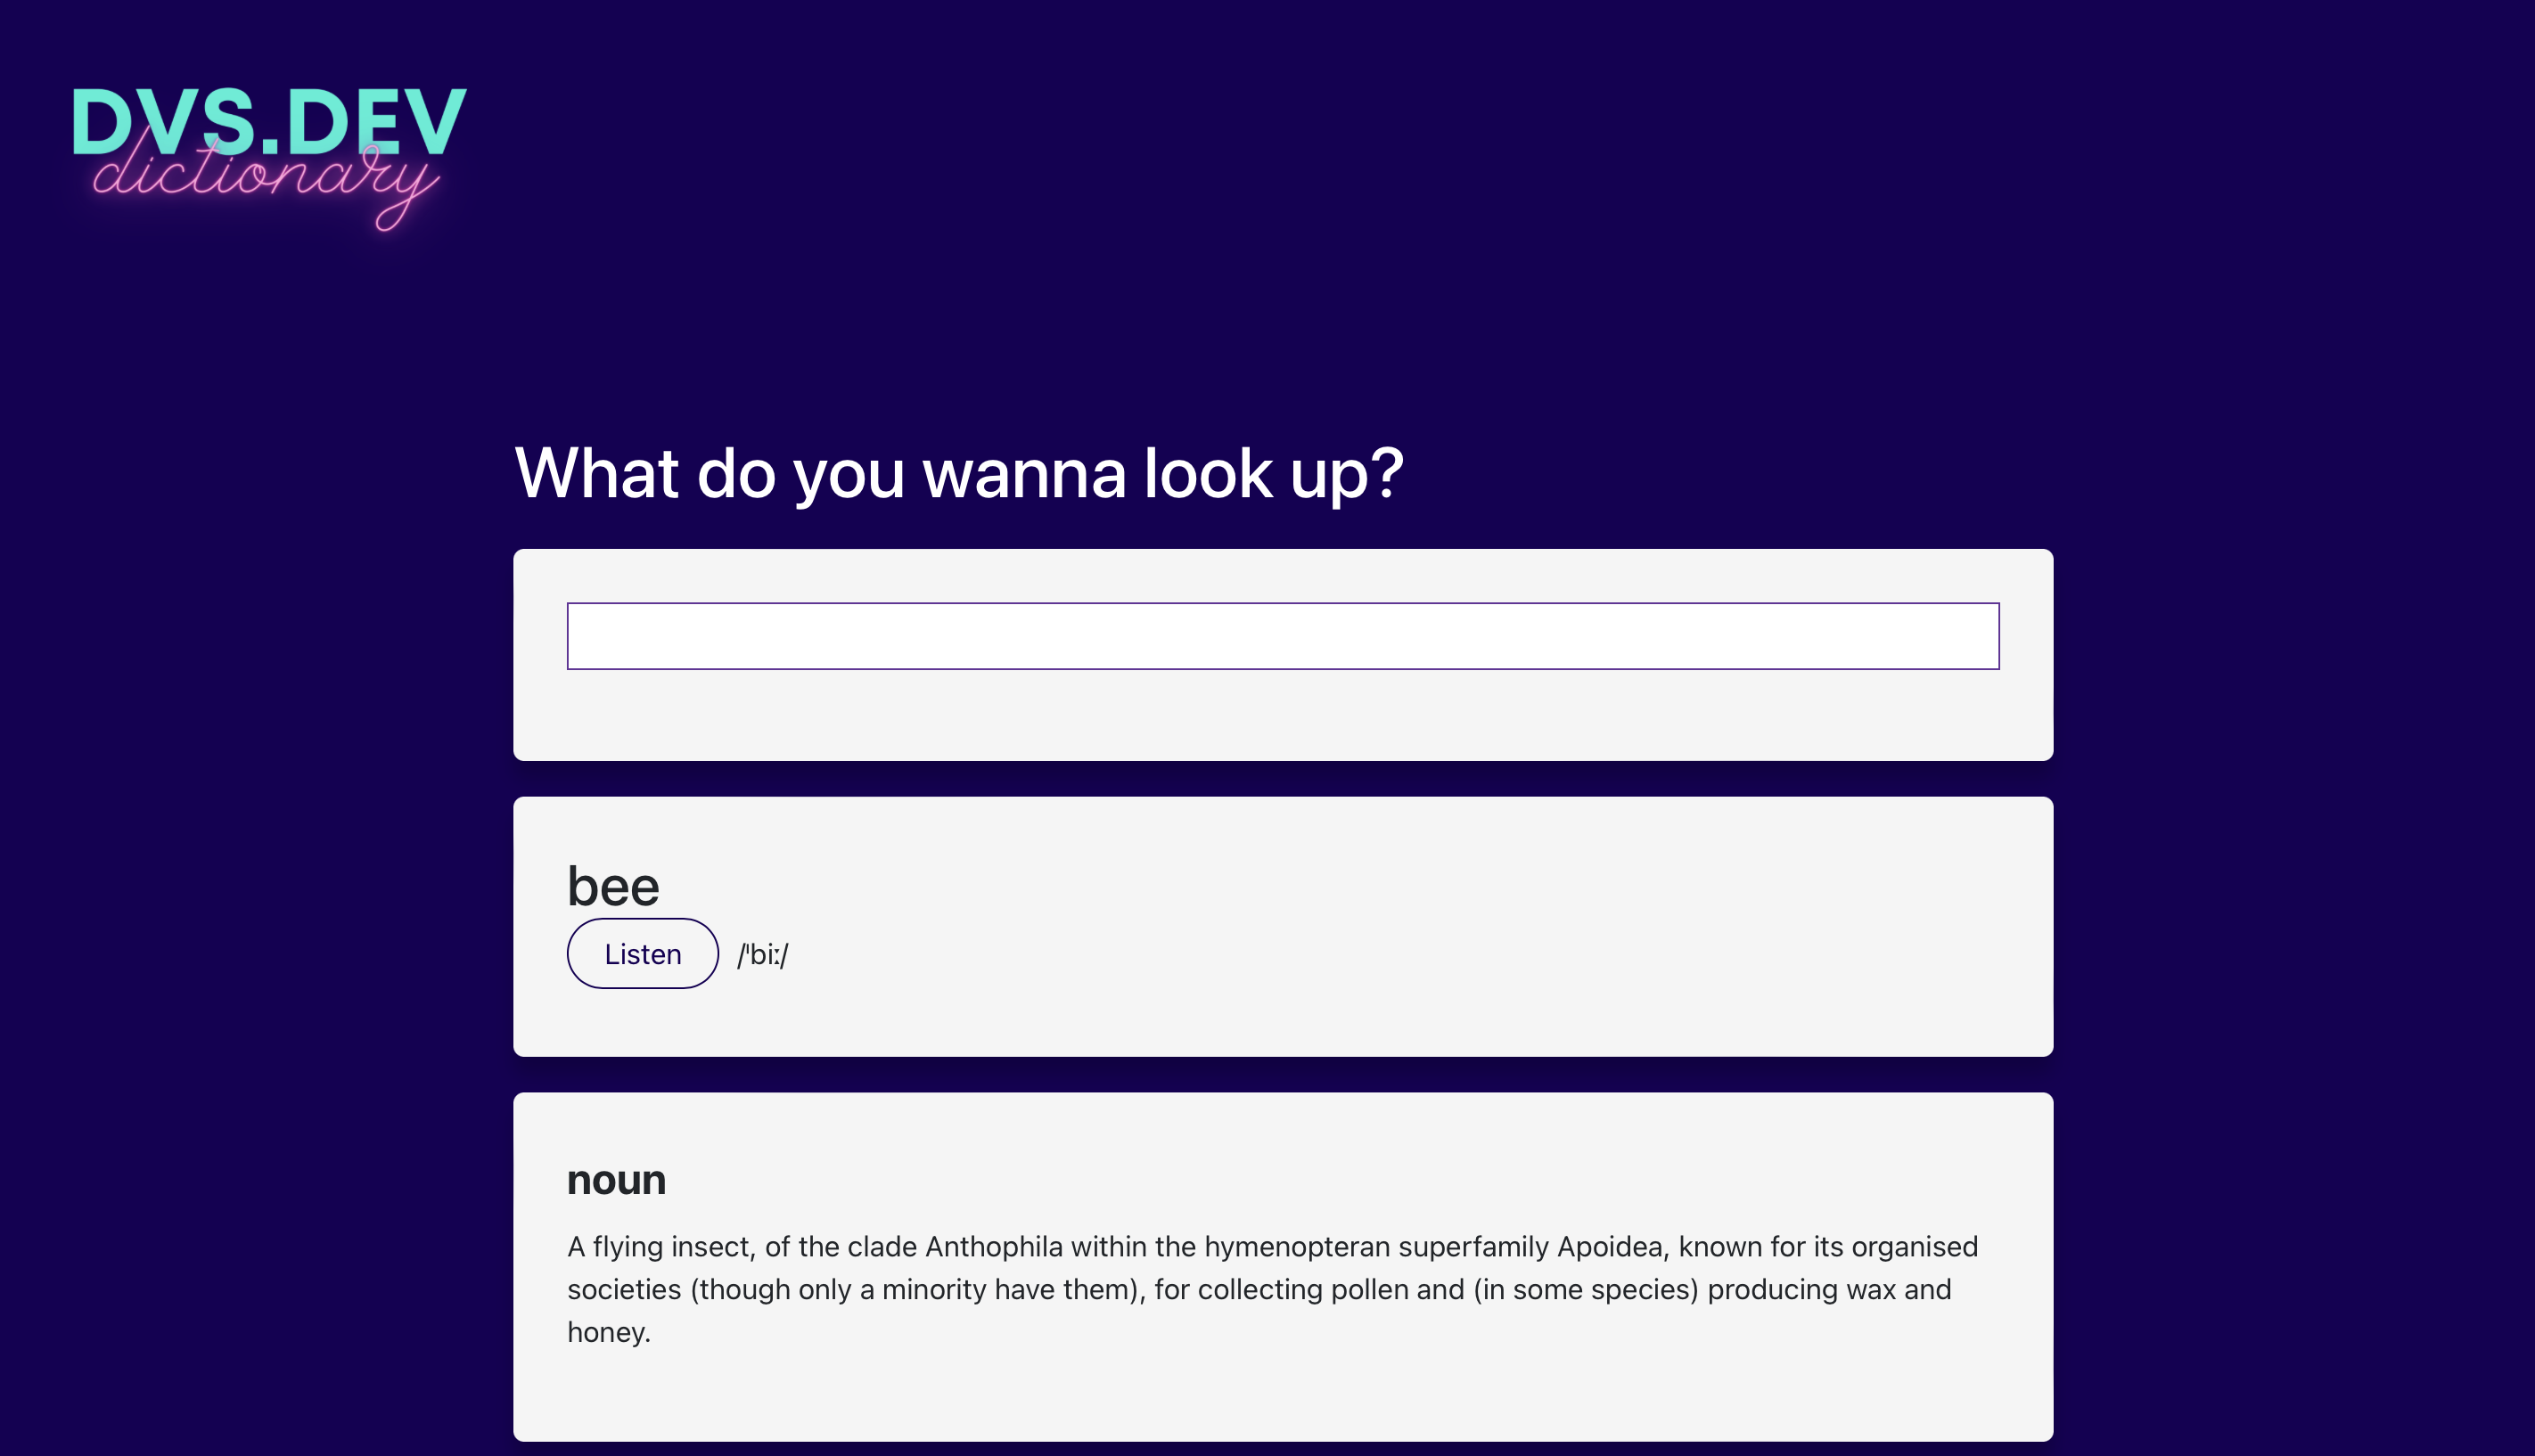 DVS.DEV
dictionary
What do you wanna look up?
bee
Listen /ˈbiː/
noun
A flying insect, of the clade Anthophila within the hymenopteran superfamily Apoidea, known for its organised
societies (though only a minority have them), for collecting pollen and (in some species) producing wax and
honey.